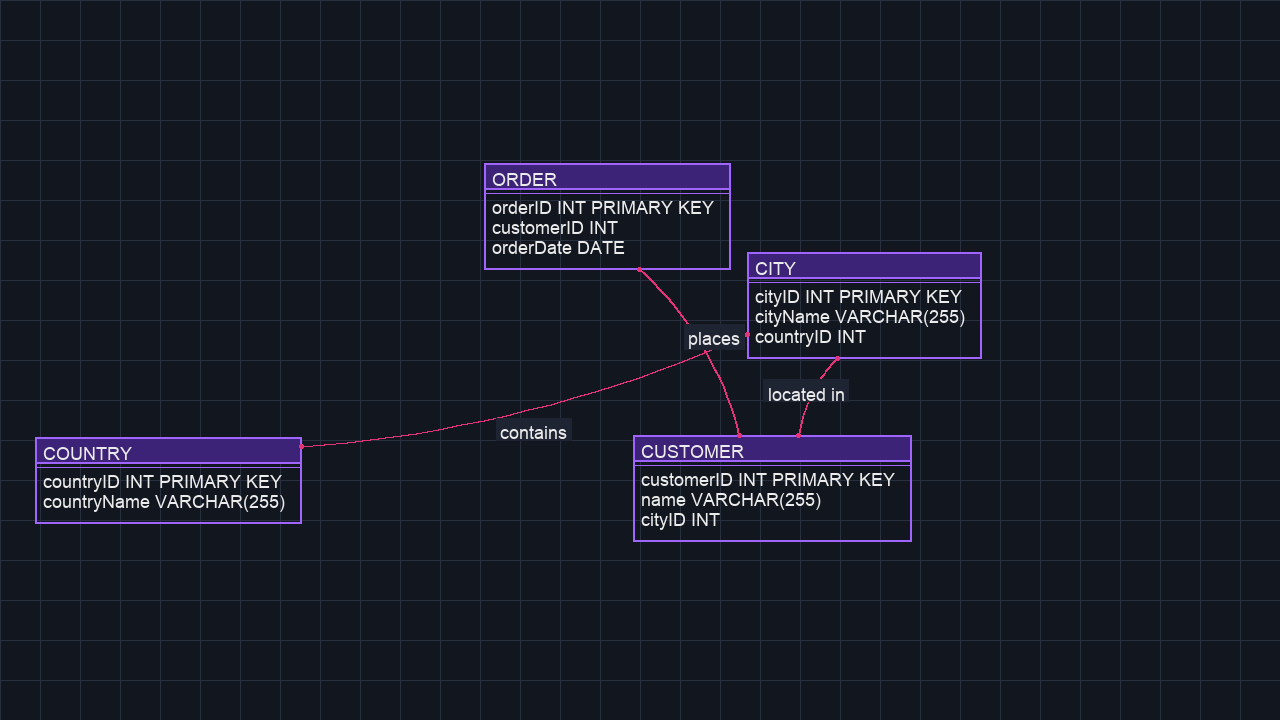 ORDER
orderID INT PRIMARY KEY
customerID INT
orderDate DATE
CITY
cityID INT PRIMARY KEY
cityName VARCHAR(255)
countryID INT
places
located in
contains
COUNTRY
countryID INT PRIMARY KEY
countryName VARCHAR(255)
CUSTOMER
customerID INT PRIMARY KEY
name VARCHAR(255)
cityID INT